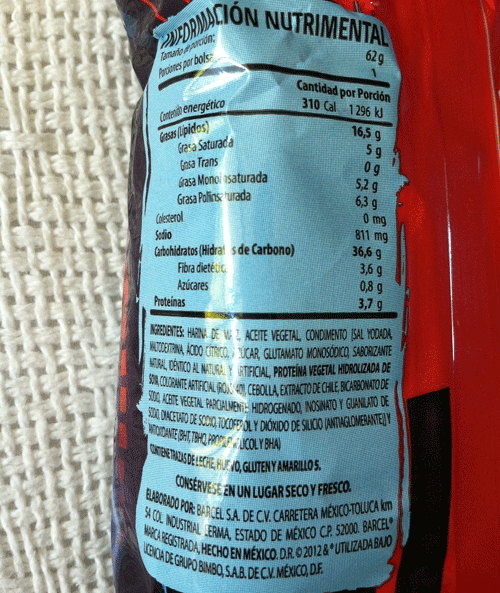 INFORMACIÓN NUTRIMENTAL
Tamaño de porción: 62 g
Porciones por bolsa 1
Cantidad por Porción
Contenido energético 310 Cal 1 296 kJ
Grasas (Lípidos) 16,5 g
Grasa Saturada 5 g
Grasa Trans 0 g
Grasa Monoinsaturada 5,2 g
Grasa Poliinsaturada 6,3 g
Colesterol 0 mg
Sodio 811 mg
Carbohidratos (Hidratos de Carbono) 36,6 g
Fibra dietética 3,6 g
Azúcares 0,8 g
Proteínas 3,7 g
INGREDIENTES: HARINA DE MAÍZ, ACEITE VEGETAL, CONDIMENTO [SAL YODADA,
MALTODEXTRINA, ÁCIDO CÍTRICO, AZÚCAR, GLUTAMATO MONOSÓDICO, SABORIZANTE
NATURAL, IDÉNTICO AL NATURAL Y ARTIFICIAL, PROTEÍNA VEGETAL HIDROLIZADA DE
SOYA, COLORANTE ARTIFICIAL (ROJO 40), CEBOLLA, EXTRACTO DE CHILE, BICARBONATO DE
SODIO, ACEITE VEGETAL PARCIALMENTE HIDROGENADO, INOSINATO Y GUANILATO DE
SODIO, DIACETATO DE SODIO, TOCOFEROL Y DIÓXIDO DE SILICIO (ANTIAGLOMERANTE)] Y
ANTIOXIDANTE (BHT, TBHQ, PROPILENGLICOL Y BHA)
CONTIENE TRAZAS DE LECHE, HUEVO, GLUTEN Y AMARILLO 5.
CONSÉRVESE EN UN LUGAR SECO Y FRESCO.
ELABORADO POR: BARCEL S.A. DE C.V. CARRETERA MÉXICO-TOLUCA km
54 COL. INDUSTRIAL LERMA, ESTADO DE MÉXICO C.P. 52000. BARCEL®
MARCA REGISTRADA, HECHO EN MÉXICO. D.R. © 2012 & ® UTILIZADA BAJO
LICENCIA DE GRUPO BIMBO, S.A.B. DE C.V. MÉXICO, D.F.